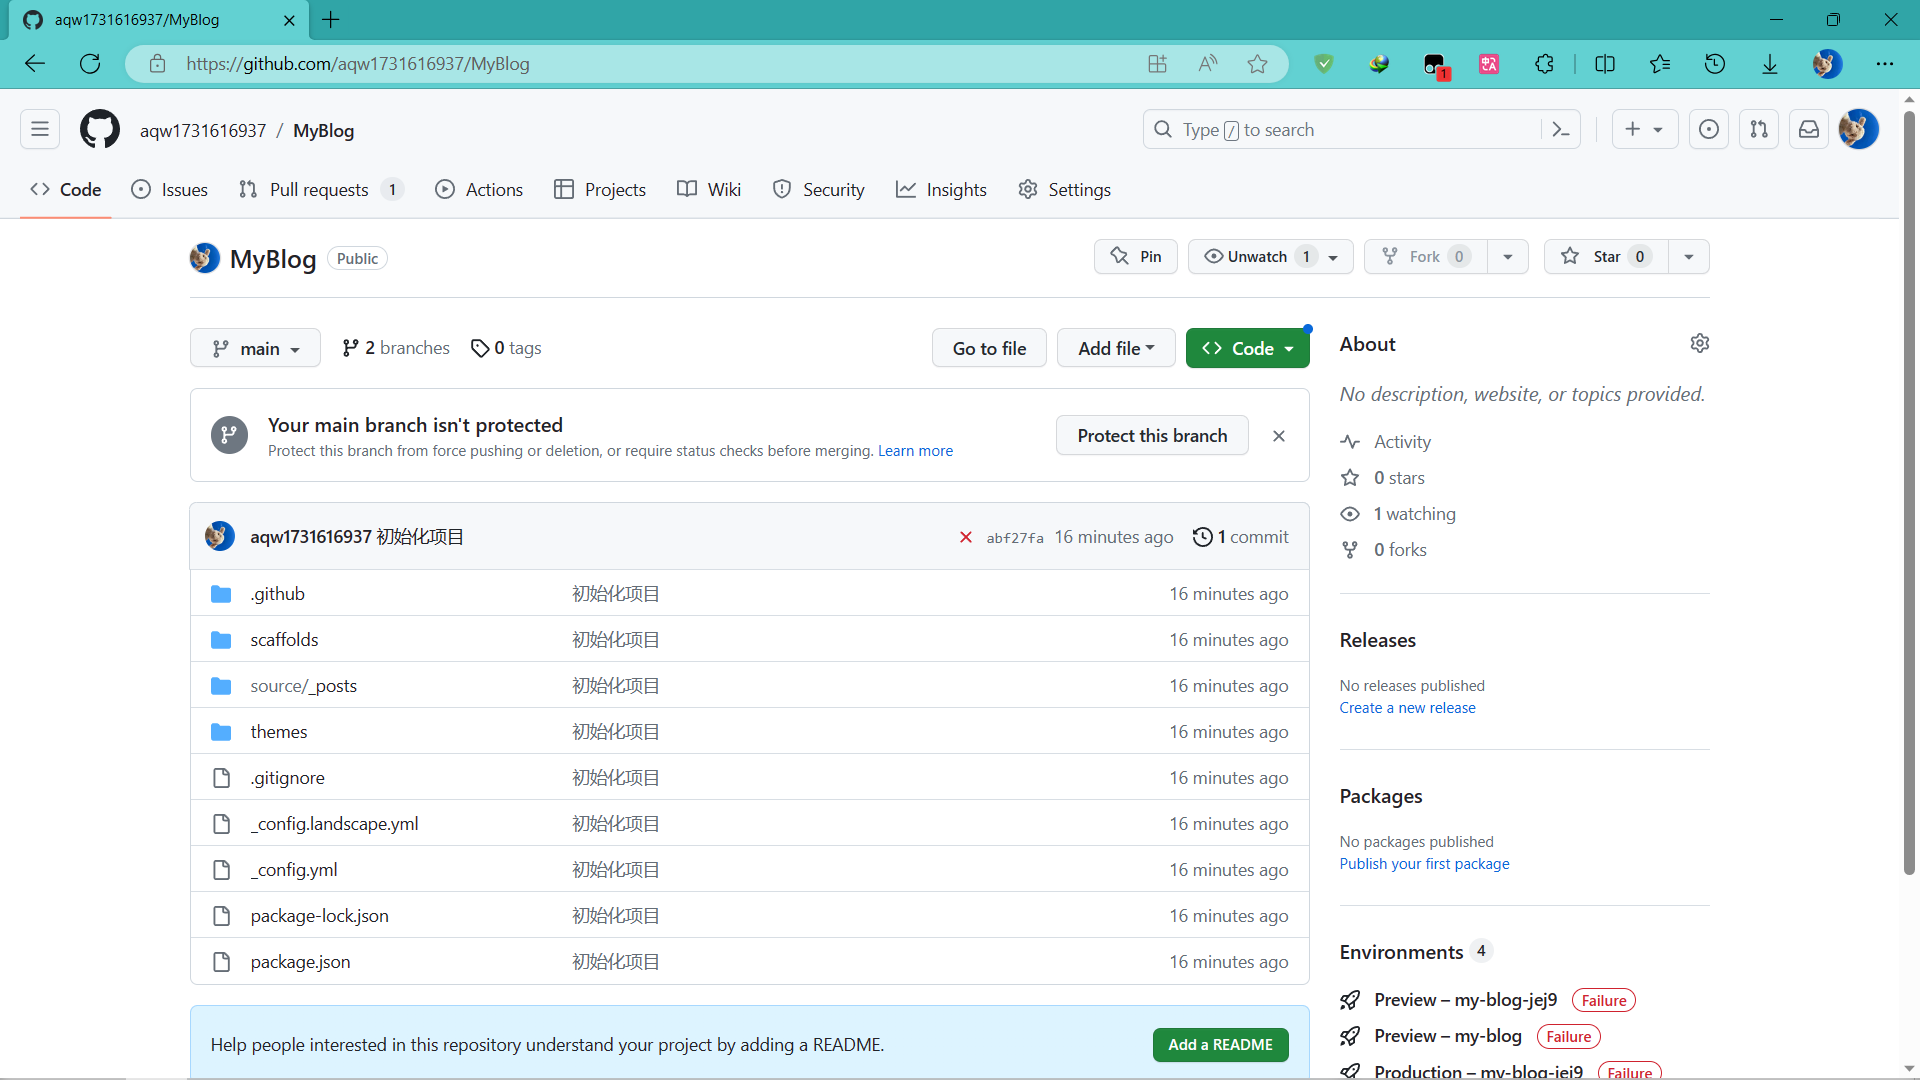 aqw1731616937/MyBlog
https://github.com/aqw1731616937/MyBlog
1
aqw1731616937 / MyBlog
Type / to search
Code
Issues
Pull requests 1
Actions
Projects
Wiki
Security
Insights
Settings
MyBlog Public
Pin
Unwatch 1
Fork 0
Star 0
main
2 branches
0 tags
Go to file
Add file
Code
Your main branch isn't protected
Protect this branch from force pushing or deletion, or require status checks before merging. Learn more
Protect this branch
aqw1731616937 初始化项目
abf27fa 16 minutes ago
1 commit
.github 初始化项目 16 minutes ago
scaffolds 初始化项目 16 minutes ago
source/_posts 初始化项目 16 minutes ago
themes 初始化项目 16 minutes ago
.gitignore 初始化项目 16 minutes ago
_config.landscape.yml 初始化项目 16 minutes ago
_config.yml 初始化项目 16 minutes ago
package-lock.json 初始化项目 16 minutes ago
package.json 初始化项目 16 minutes ago
Help people interested in this repository understand your project by adding a README.
Add a README
About
No description, website, or topics provided.
Activity
0 stars
1 watching
0 forks
Releases
No releases published
Create a new release
Packages
No packages published
Publish your first package
Environments 4
Preview – my-blog-jej9 Failure
Preview – my-blog Failure
Production – my-blog-jej9 Failure